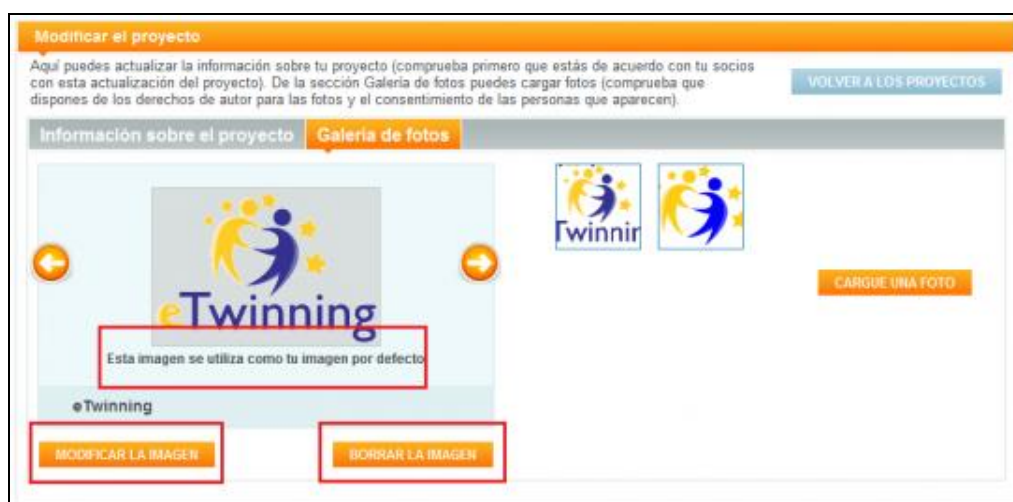 Modificar el proyecto
Aquí puedes actualizar la información sobre tu proyecto (comprueba primero que estás de acuerdo con tu socios
con esta actualización del proyecto). De la sección Galería de fotos puedes cargar fotos (comprueba que
dispones de los derechos de autor para las fotos y el consentimiento de las personas que aparecen).
VOLVER A LOS PROYECTOS
Información sobre el proyecto
Galería de fotos
eTwinning
Twinnir
CARGUE UNA FOTO
Esta imagen se utiliza como tu imagen por defecto
eTwinning
MODIFICAR LA IMAGEN
BORRAR LA IMAGEN